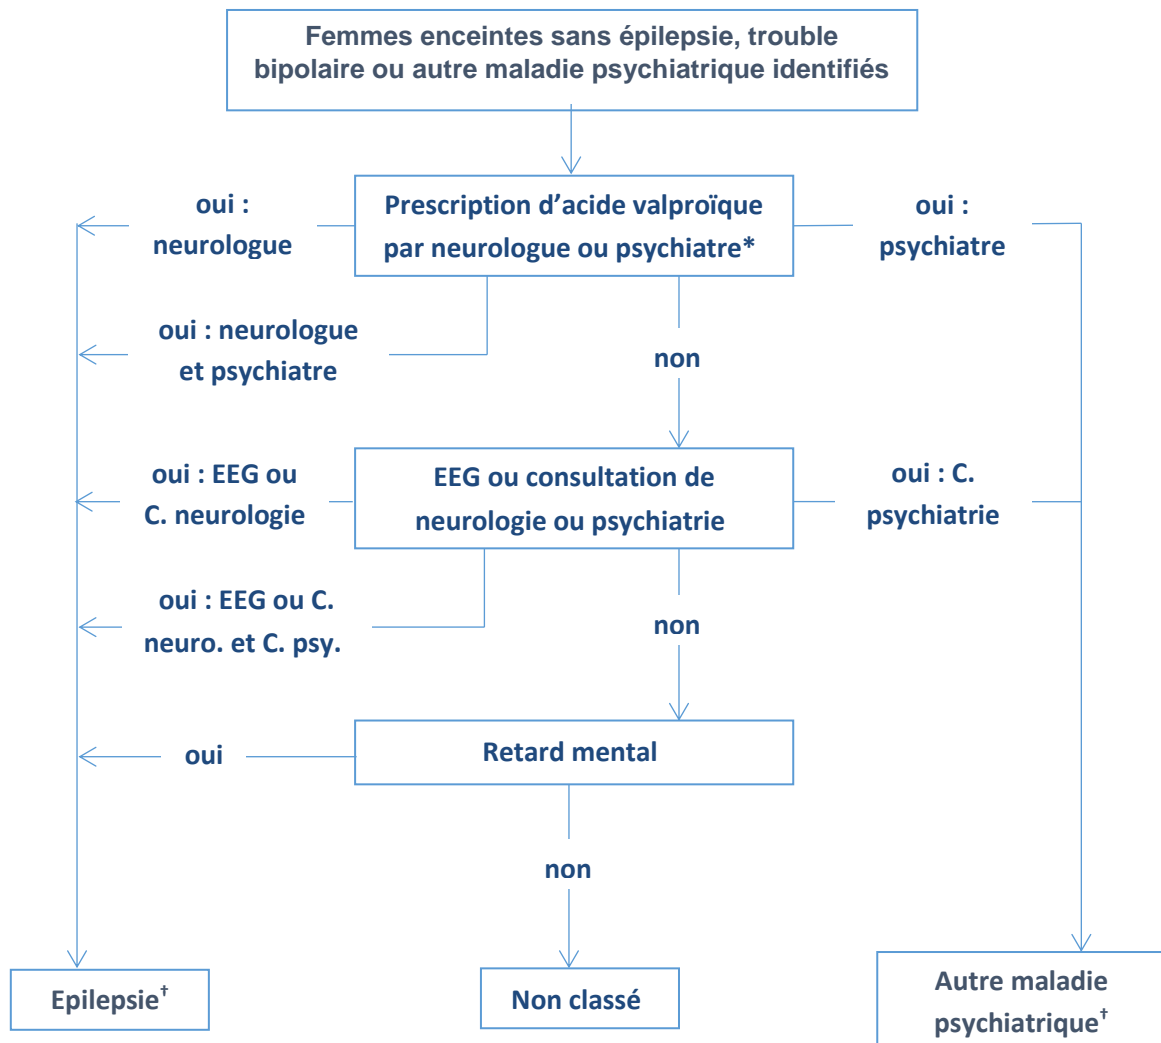 Femmes enceintes sans épilepsie, trouble
bipolaire ou autre maladie psychiatrique identifiés
oui :
neurologue
Prescription d’acide valproïque
par neurologue ou psychiatre*
oui :
psychiatre
oui : neurologue
et psychiatre
non
oui : EEG ou
C. neurologie
EEG ou consultation de
neurologie ou psychiatrie
oui : C.
psychiatrie
oui : EEG ou C.
neuro. et C. psy.
non
oui
Retard mental
non
Epilepsie†
Non classé
Autre maladie
psychiatrique†